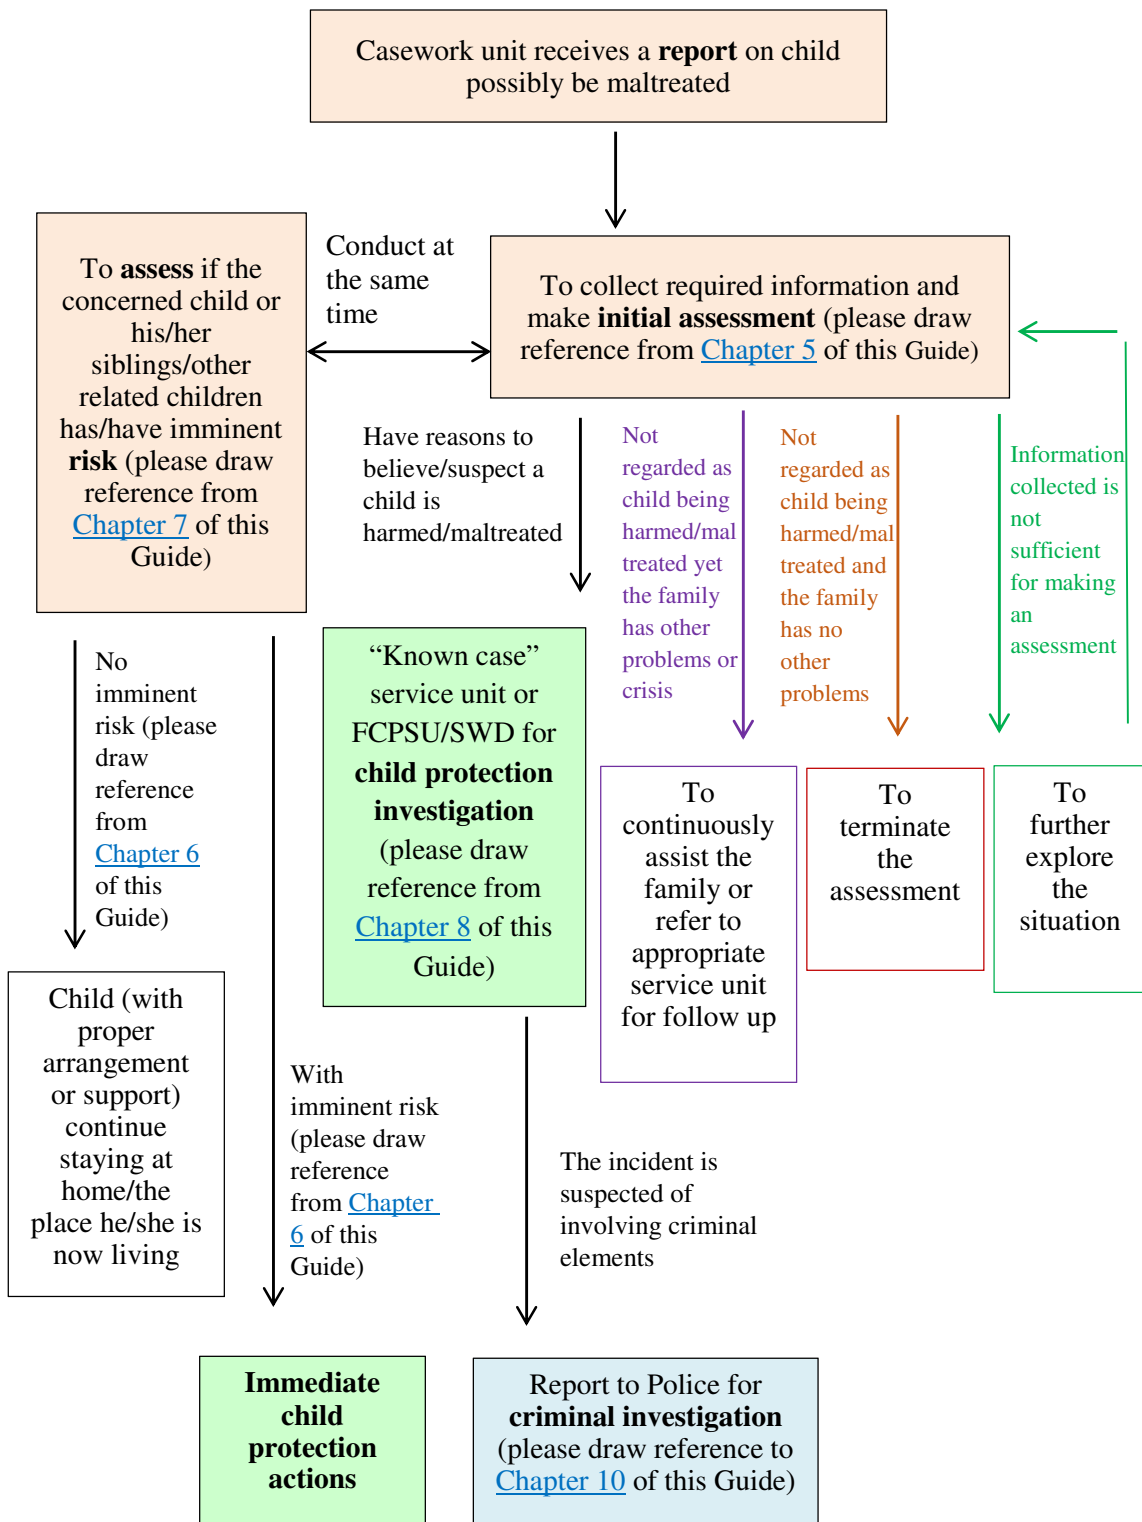 Casework unit receives a report on child
possibly be maltreated
To assess if the
concerned child or
his/her
siblings/other
related children
has/have imminent
risk (please draw
reference from
Chapter 7 of this
Guide)
Conduct at
the same
time
To collect required information and
make initial assessment (please draw
reference from Chapter 5 of this Guide)
Have reasons to
believe/suspect a
child is
harmed/maltreated
Not
regarded as
child being
harmed/mal
treated yet
the family
has other
problems or
crisis
Not
regarded as
child being
harmed/mal
treated and
the family
has no
other
problems
Information
collected is
not
sufficient
for making
an
assessment
No
imminent
risk (please
draw
reference
from
Chapter 6
of this
Guide)
“Known case”
service unit or
FCPSU/SWD for
child protection
investigation
(please draw
reference from
Chapter 8 of this
Guide)
To
continuously
assist the
family or
refer to
appropriate
service unit
for follow up
To
terminate
the
assessment
To
further
explore
the
situation
Child (with
proper
arrangement
or support)
continue
staying at
home/the
place he/she is
now living
With
imminent risk
(please draw
reference
from Chapter
6 of this
Guide)
The incident is
suspected of
involving criminal
elements
Immediate
child
protection
actions
Report to Police for
criminal investigation
(please draw reference to
Chapter 10 of this Guide)